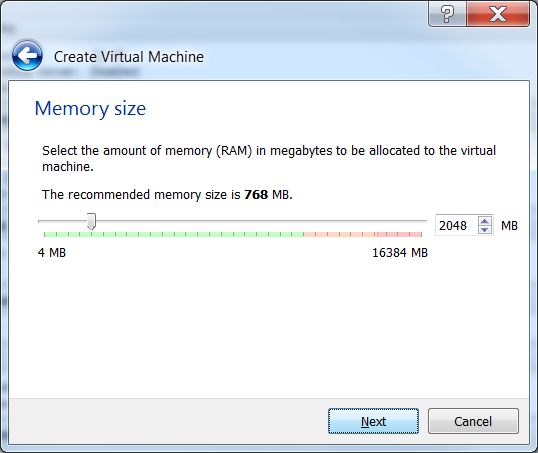 ?
X
Create Virtual Machine
Memory size
Select the amount of memory (RAM) in megabytes to be allocated to the virtual
machine.
The recommended memory size is 768 MB.
2048 MB
4 MB 16384 MB
Next Cancel